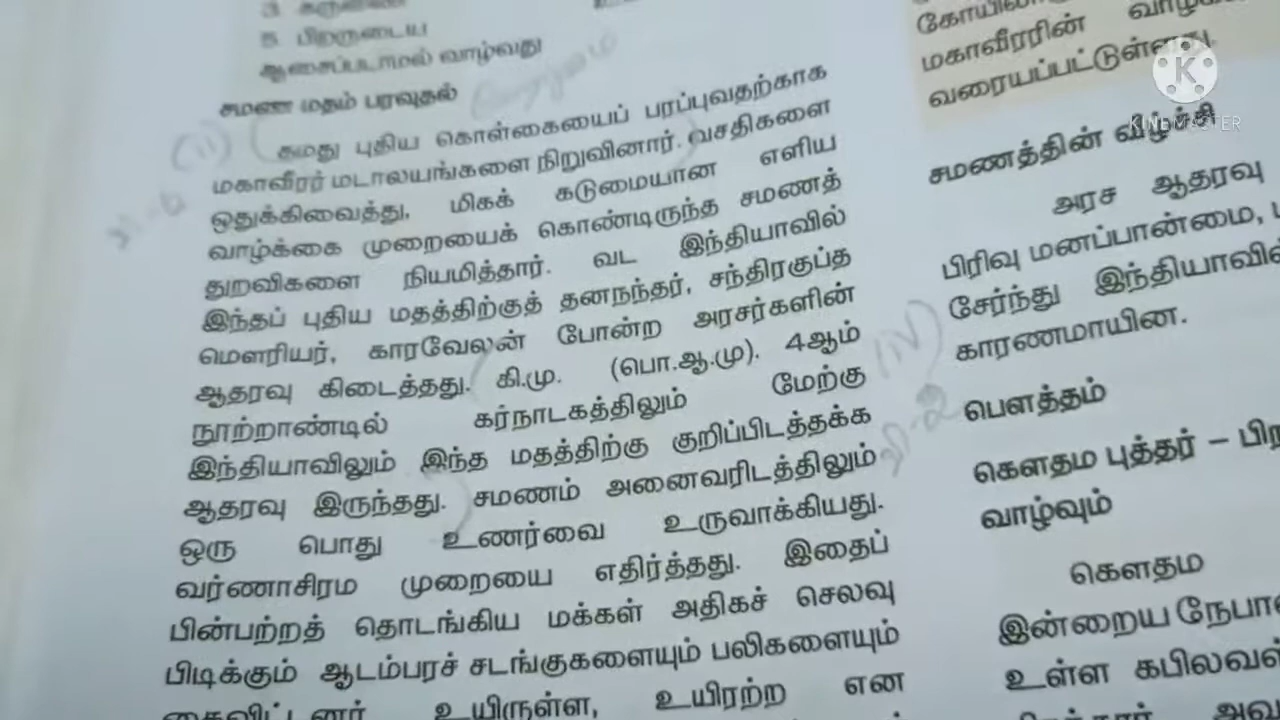 5 பிறருடைய
ஆசைப்படாமல் வாழ்வது
சமண மதம் பரவுதல்
(ii)
தமது புதிய கொள்கையைப் பரப்புவதற்காக
மகாவீரர் மடாலயங்களை நிறுவினார். வசதிகளை
ஒதுக்கிவைத்து, மிகக் கடுமையான எளிய
வாழ்க்கை முறையைக் கொண்டிருந்த சமணத்
துறவிகளை நியமித்தார். வட இந்தியாவில்
இந்தப் புதிய மதத்திற்குத் தனநந்தர், சந்திரகுப்த
மௌரியர், காரவேலன் போன்ற அரசர்களின்
ஆதரவு கிடைத்தது. கி.மு. (பொ.ஆ.மு). 4ஆம்
நூற்றாண்டில் கர்நாடகத்திலும் மேற்கு
இந்தியாவிலும் இந்த மதத்திற்கு குறிப்பிடத்தக்க
ஆதரவு இருந்தது. சமணம் அனைவரிடத்திலும்
ஒரு பொது உணர்வை உருவாக்கியது.
வர்ணாசிரம முறையை எதிர்த்தது. இதைப்
பின்பற்றத் தொடங்கிய மக்கள் அதிகச் செலவு
பிடிக்கும் ஆடம்பரச் சடங்குகளையும் பலிகளையும்
கைவிட்டனர் உயிருள்ள, உயிரற்ற என
மகாவீரரின்
வரையப்பட்டுள்ளது.
K
KINEMASTER
சமணத்தின் வீழ்ச்சி
அரச ஆதரவு
பிரிவு மனப்பான்மை,
சேர்ந்து
காரணமாயின.
(iv)
பௌத்தம்
கௌதம புத்தர் –
வாழ்வும்
கௌதம
இன்றைய
உள்ள